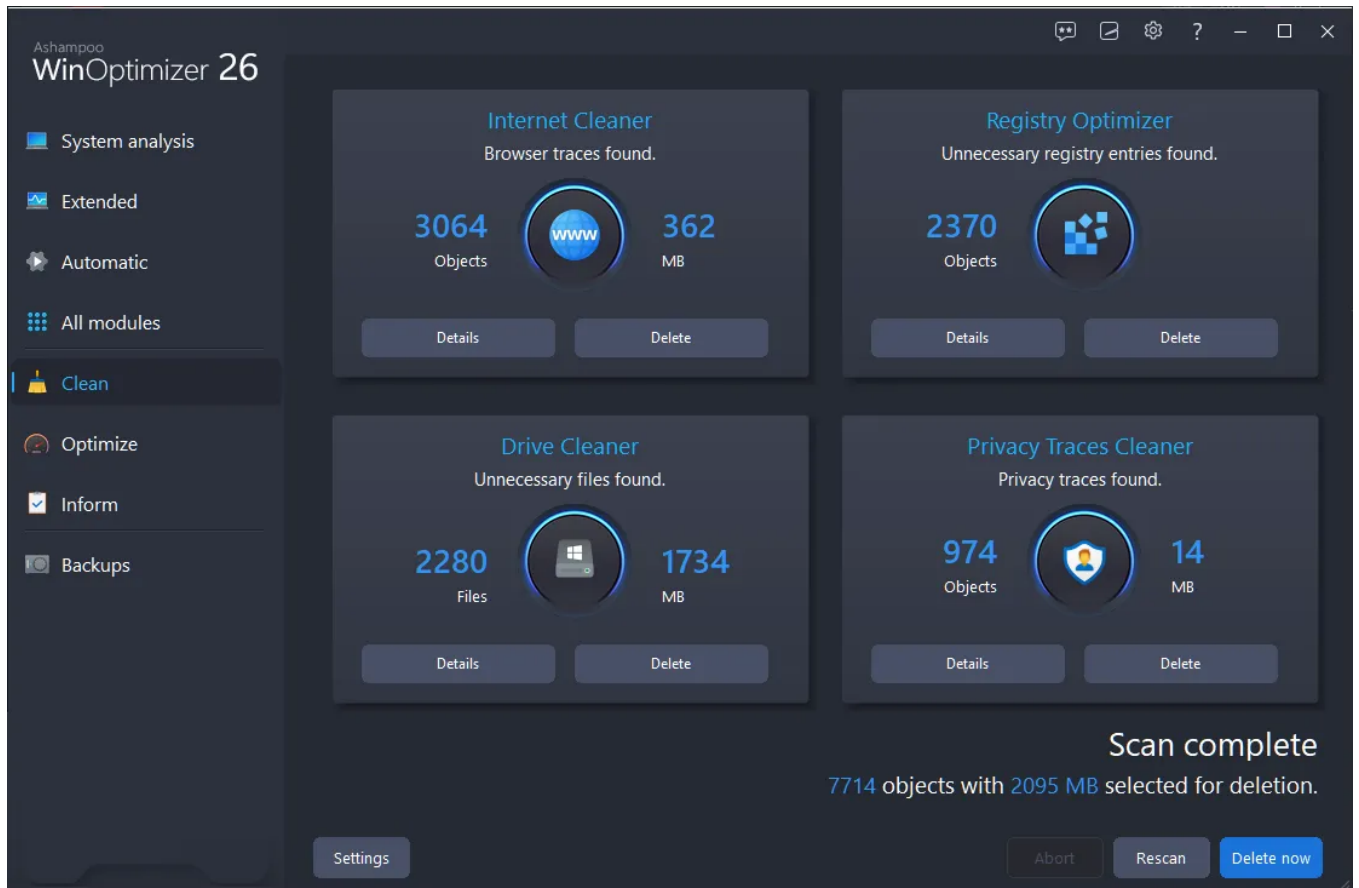 Ashampoo
WinOptimizer 26
?
System analysis
Extended
Automatic
All modules
Clean
Optimize
Inform
Backups
Internet Cleaner
Browser traces found.
3064
Objects
www
362
MB
Details
Delete
Registry Optimizer
Unnecessary registry entries found.
2370
Objects
Details
Delete
Drive Cleaner
Unnecessary files found.
2280
Files
1734
MB
Details
Delete
Privacy Traces Cleaner
Privacy traces found.
974
Objects
14
MB
Details
Delete
Scan complete
7714 objects with 2095 MB selected for deletion.
Settings
Abort
Rescan
Delete now